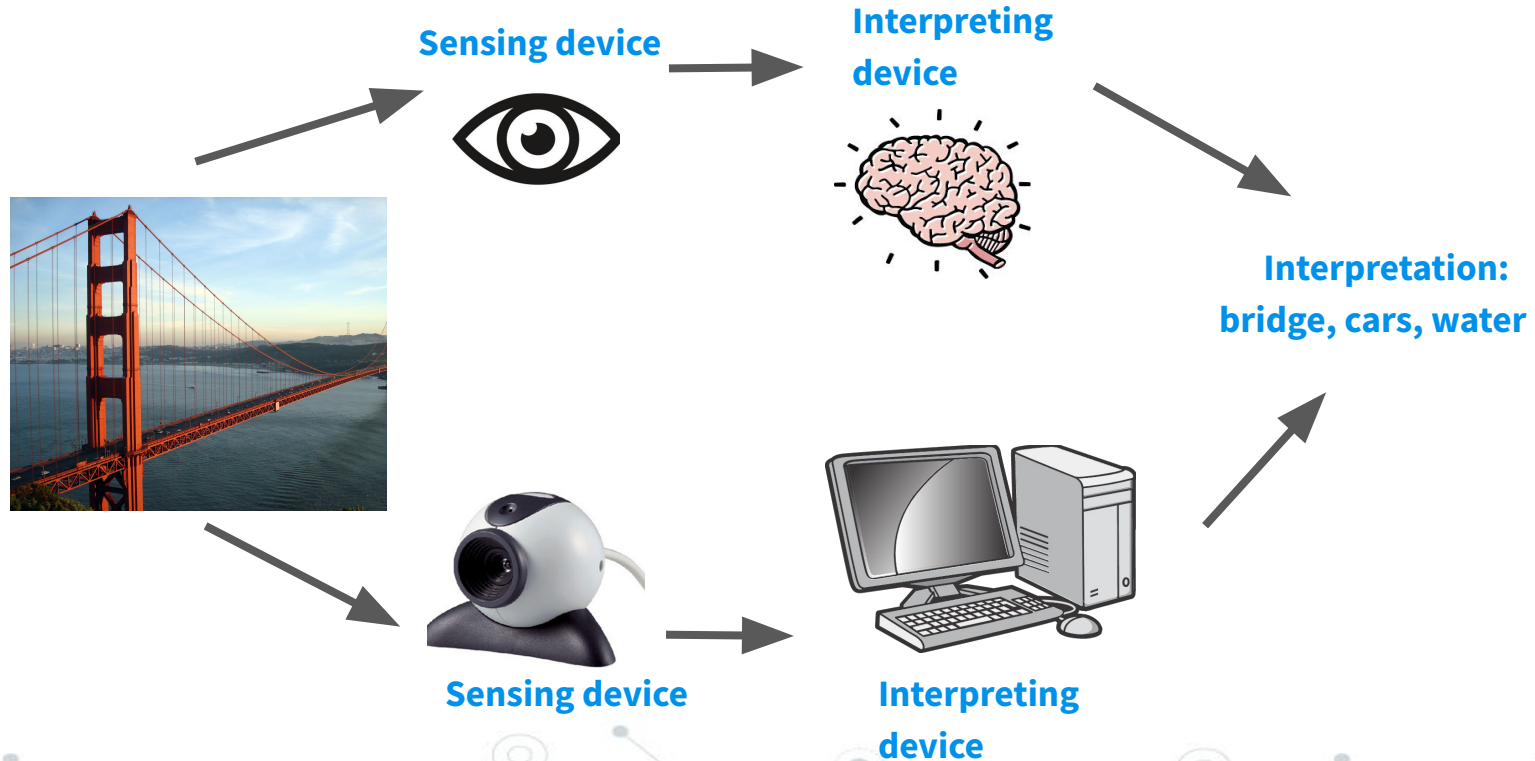 Sensing device
Interpreting
device
Interpretation:
bridge, cars, water
Sensing device
Interpreting
device